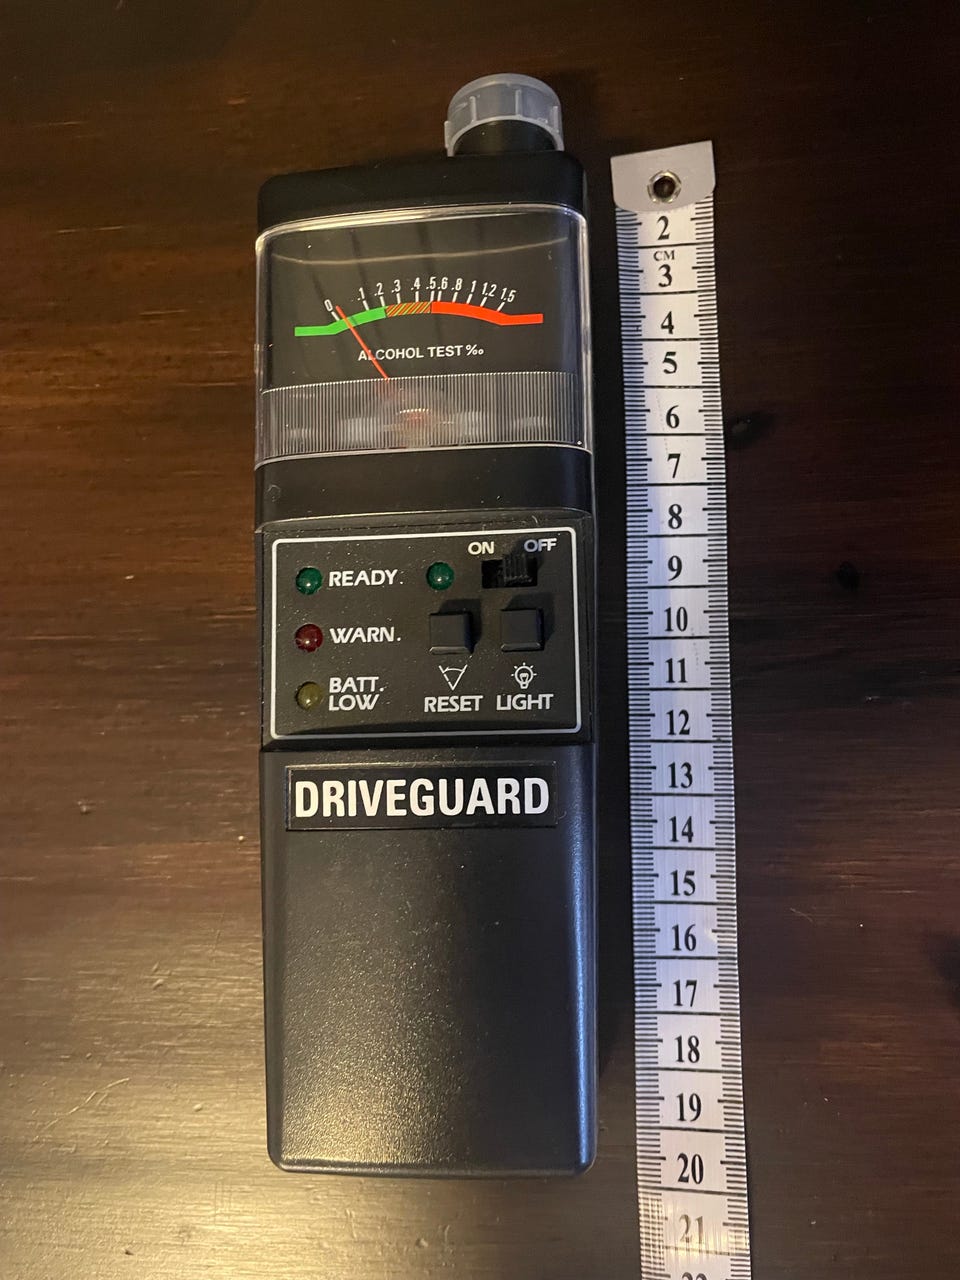 0 .1 .2 .3 .4 .5 .6 .8 1 1.2 1.5
ALCOHOL TEST ‰
ON OFF
READY.
WARN.
BATT.
LOW
RESET LIGHT
DRIVEGUARD
2
CM
3
4
5
6
7
8
9
10
11
12
13
14
15
16
17
18
19
20
21